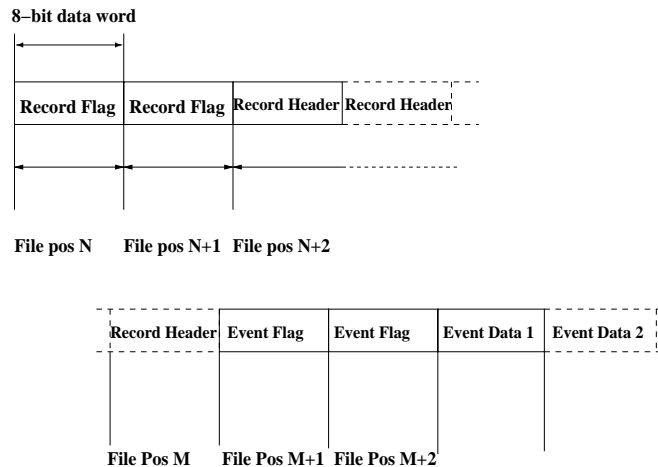 8−bit data word
Record Flag Record Flag Record Header Record Header
File pos N File pos N+1 File pos N+2
Record Header Event Flag Event Flag Event Data 1 Event Data 2
File Pos M File Pos M+1 File Pos M+2